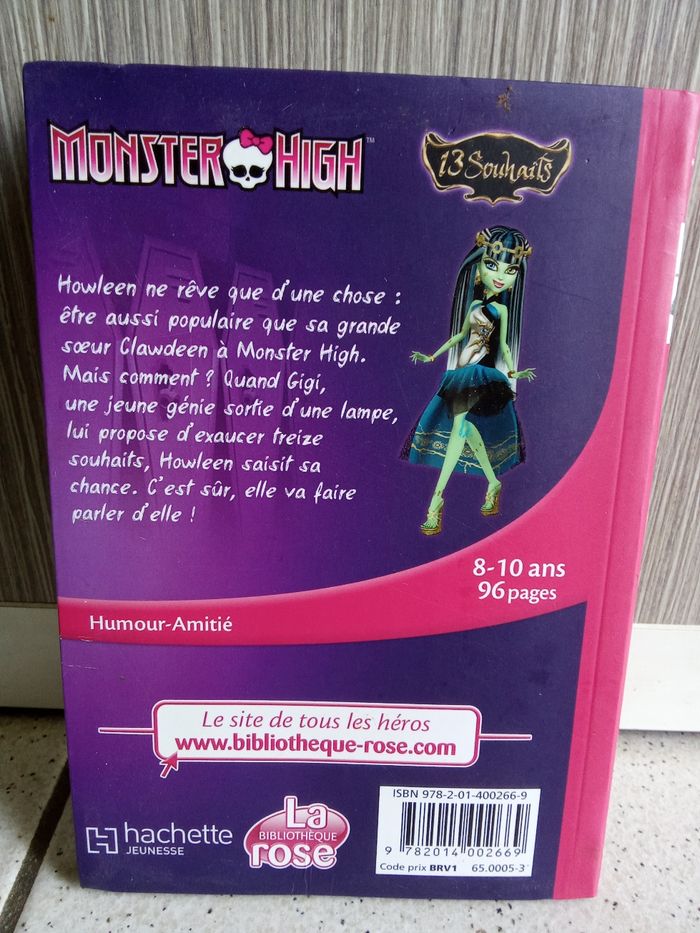 MONSTER HIGH™
13 Souhaits
Howleen ne rêve que d'une chose :
être aussi populaire que sa grande
sœur Clawdeen à Monster High.
Mais comment ? Quand Gigi,
une jeune génie sortie d'une lampe,
lui propose d'exaucer treize
souhaits, Howleen saisit sa
chance. C'est sûr, elle va faire
parler d'elle !
8-10 ans
96 pages
Humour-Amitié
Le site de tous les héros
www.bibliotheque-rose.com
hachette
JEUNESSE
La
BIBLIOTHÈQUE
rose
ISBN 978-2-01-400266-9
9 782014 002669
Code prix BRV1 65.0005-3